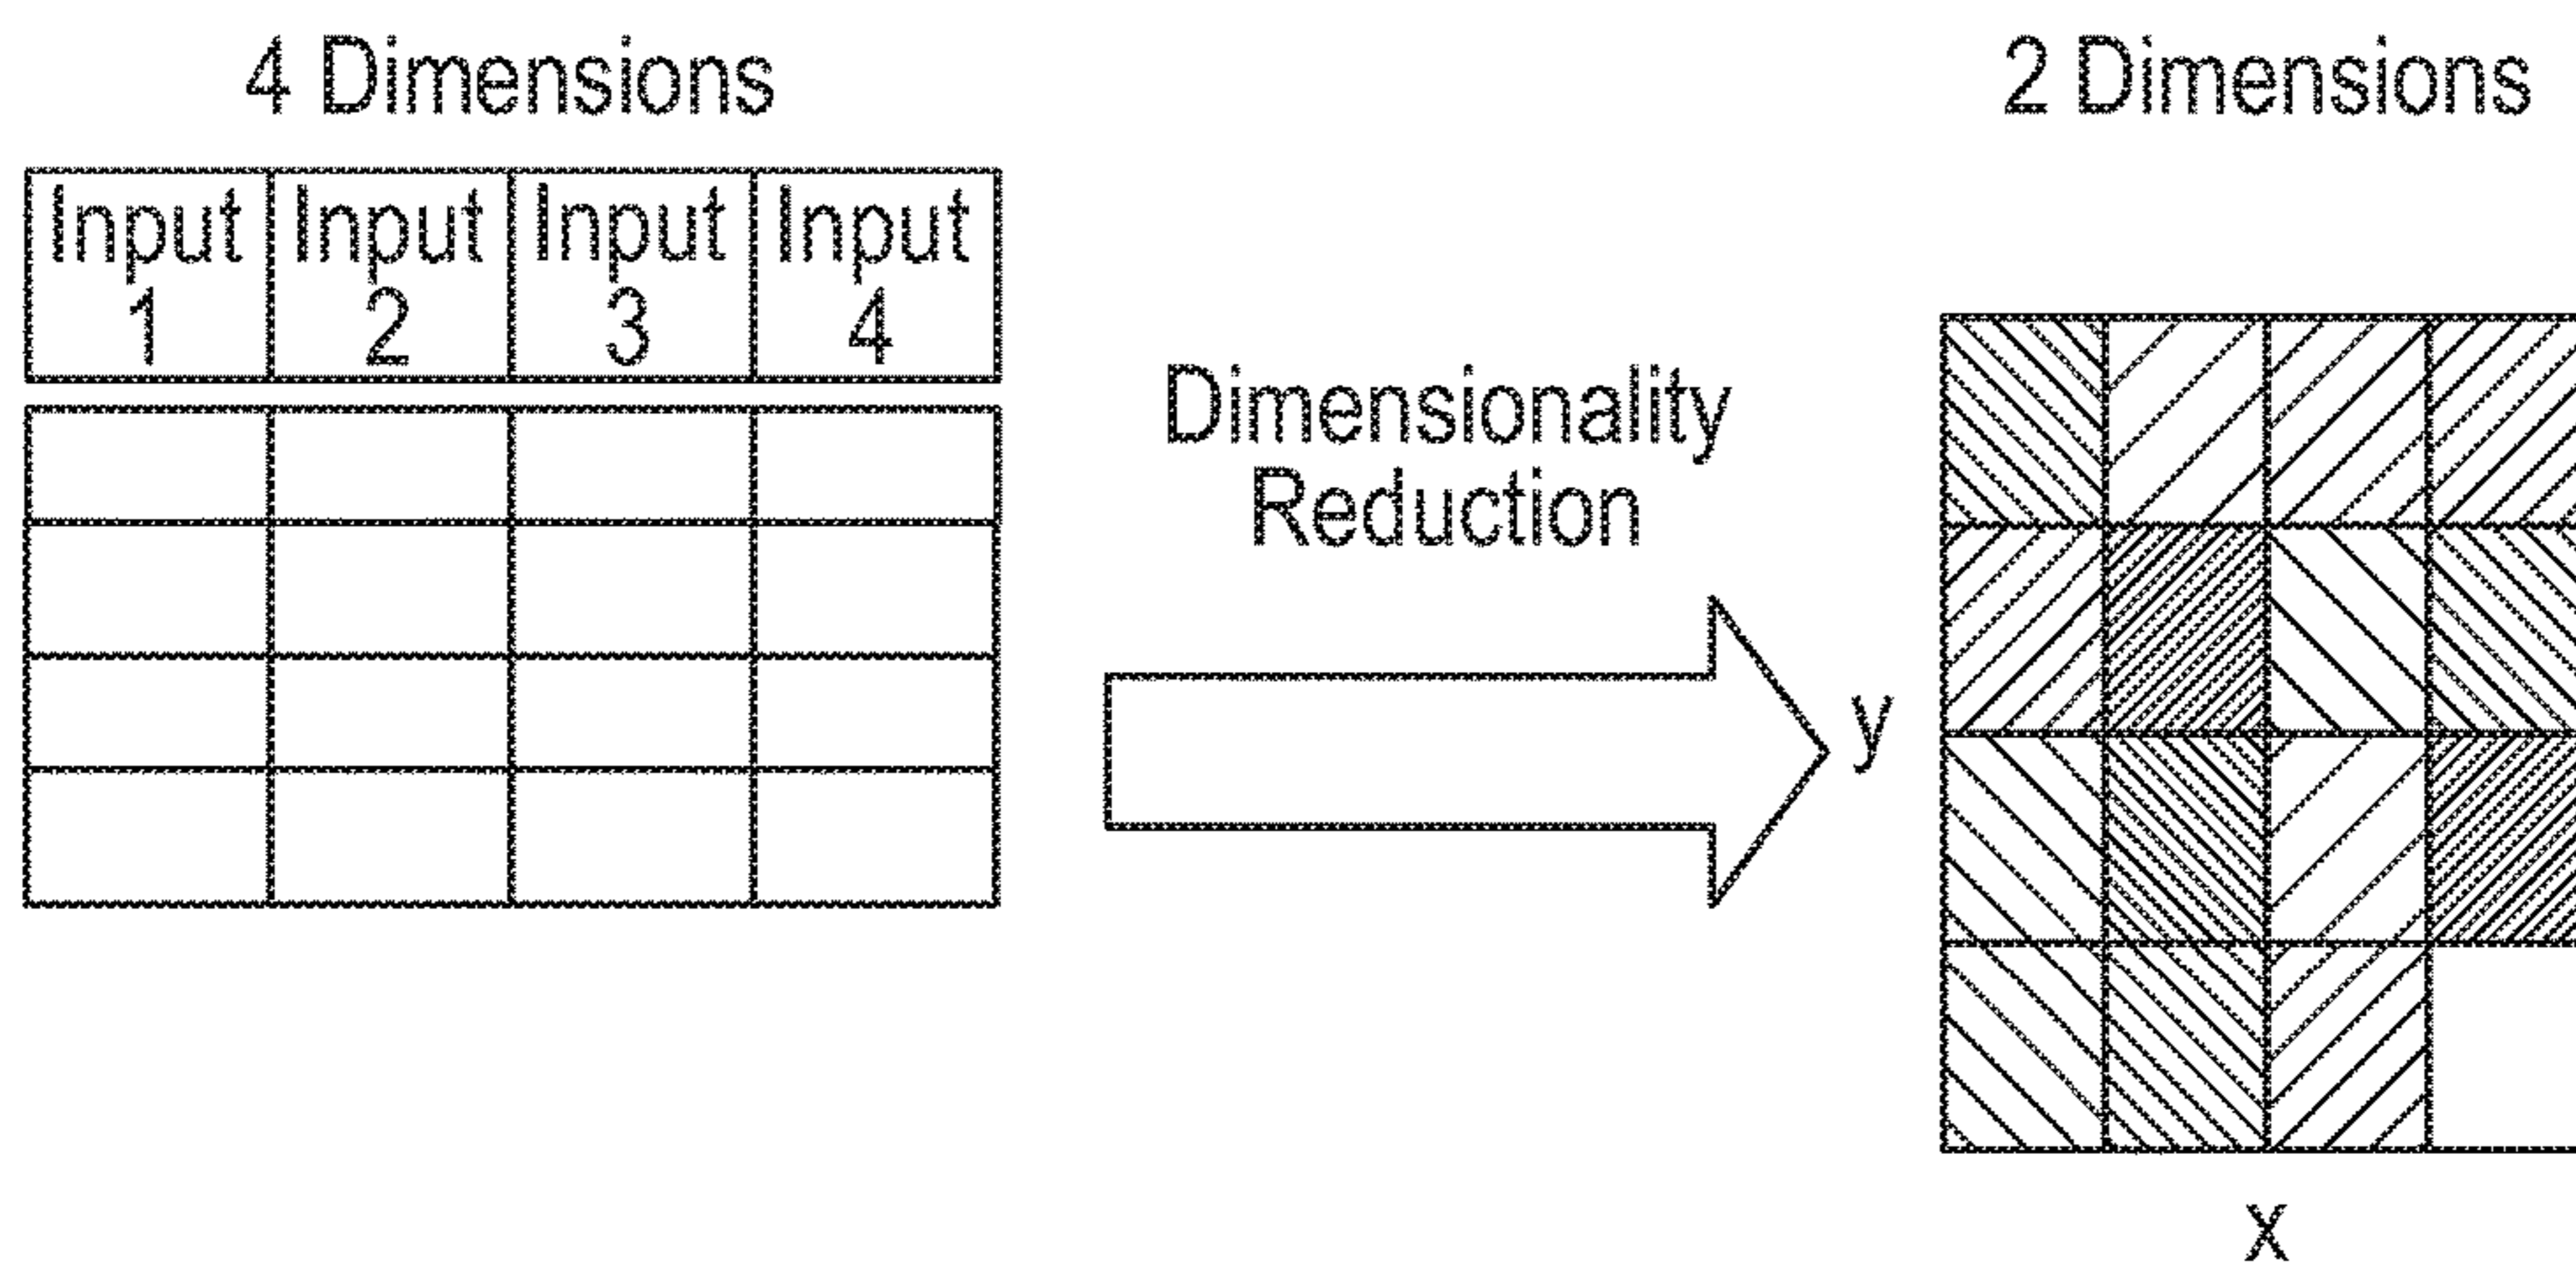 4 Dimensions
2 Dimensions
Input 1
Input 2
Input 3
Input 4
Dimensionality
Reduction
y
x